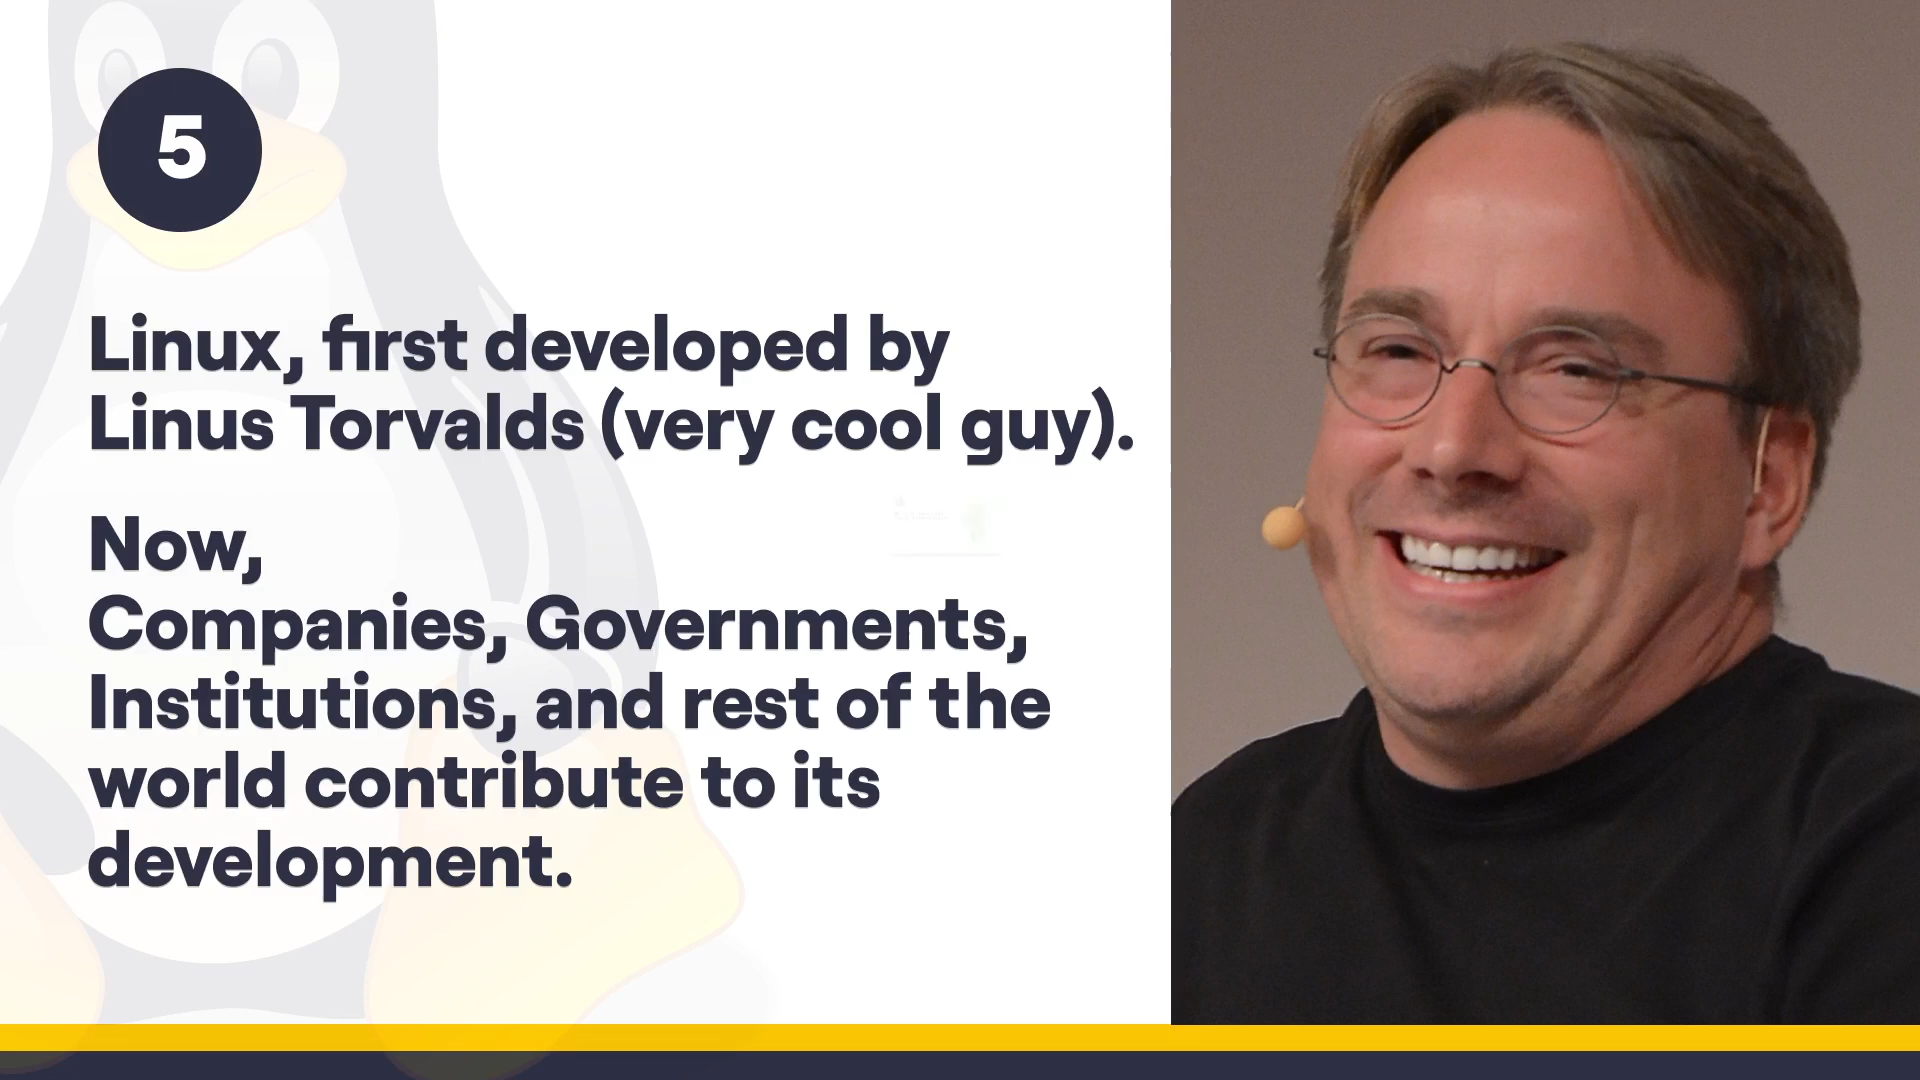 5
Linux, first developed by
Linus Torvalds (very cool guy).
Now,
Companies, Governments,
Institutions, and rest of the
world contribute to its
development.